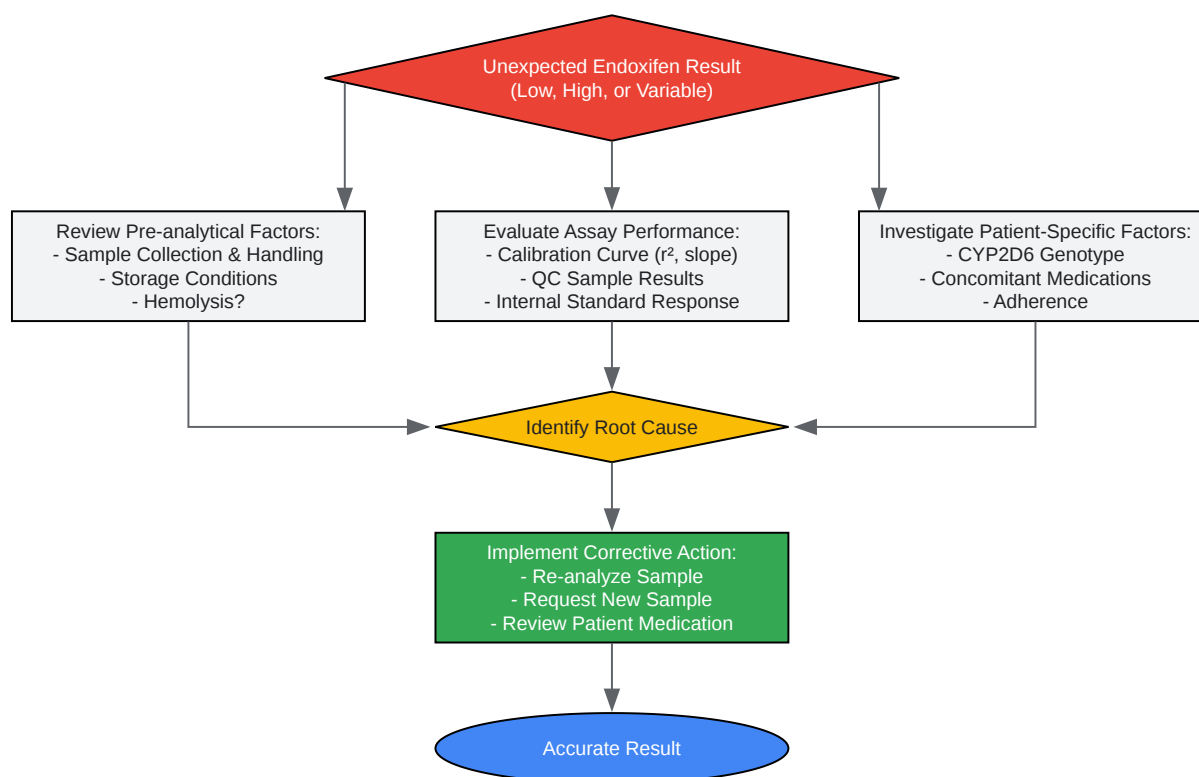 Unexpected Endoxifen Result
(Low, High, or Variable)
Review Pre-analytical Factors:
- Sample Collection & Handling
- Storage Conditions
- Hemolysis?
Evaluate Assay Performance:
- Calibration Curve (r², slope)
- QC Sample Results
- Internal Standard Response
Investigate Patient-Specific Factors:
- CYP2D6 Genotype
- Concomitant Medications
- Adherence
Identify Root Cause
Implement Corrective Action:
- Re-analyze Sample
- Request New Sample
- Review Patient Medication
Accurate Result